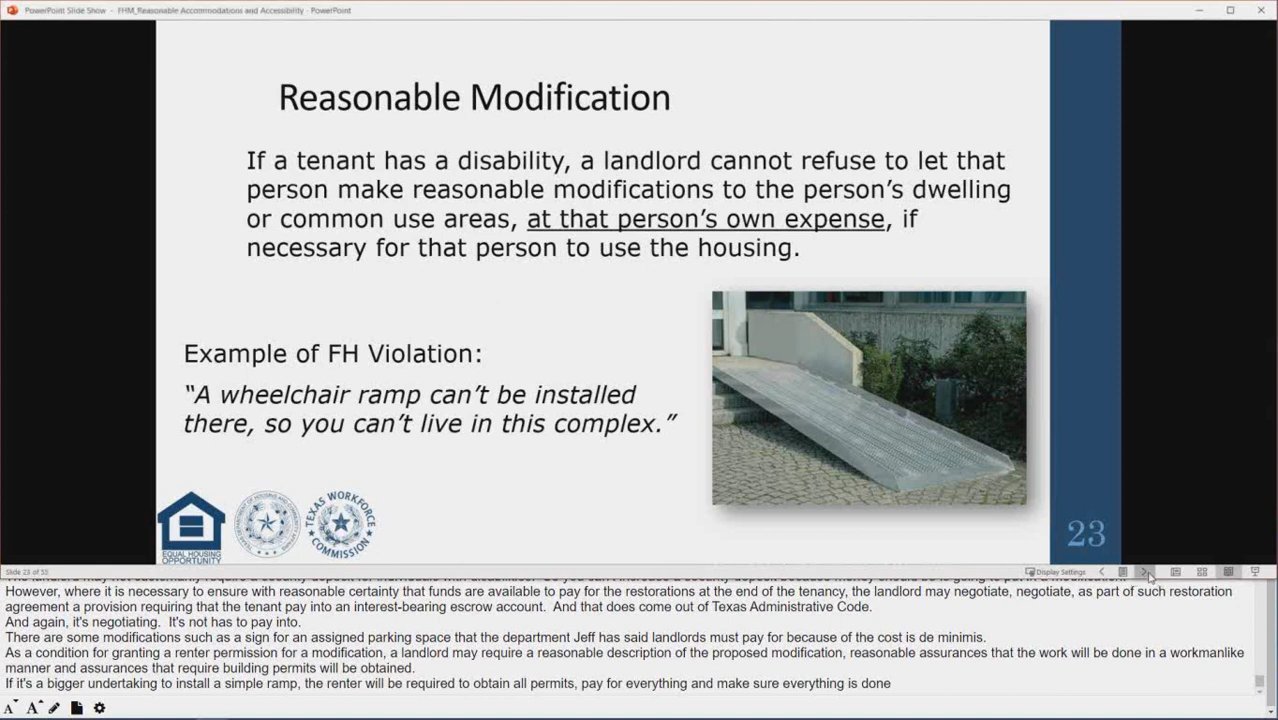 PowerPoint Slide Show - FHM_Reasonable Accommodations and Accessibility - PowerPoint
Reasonable Modification
If a tenant has a disability, a landlord cannot refuse to let that
person make reasonable modifications to the person's dwelling
or common use areas, at that person's own expense, if
necessary for that person to use the housing.
Example of FH Violation:
“A wheelchair ramp can't be installed
there, so you can't live in this complex.”
EQUAL HOUSING
OPPORTUNITY
TEXAS WORKFORCE
COMMISSION
23
Slide 23 of 53
Display Settings
However, where it is necessary to ensure with reasonable certainty that funds are available to pay for the restorations at the end of the tenancy, the landlord may negotiate, negotiate, as part of such restoration
agreement a provision requiring that the tenant pay into an interest-bearing escrow account.  And that does come out of Texas Administrative Code.
And again, it's negotiating.  It's not has to pay into.
There are some modifications such as a sign for an assigned parking space that the department Jeff has said landlords must pay for because of the cost is de minimis.
As a condition for granting a renter permission for a modification, a landlord may require a reasonable description of the proposed modification, reasonable assurances that the work will be done in a workmanlike
manner and assurances that require building permits will be obtained.
If it's a bigger undertaking to install a simple ramp, the renter will be required to obtain all permits, pay for everything and make sure everything is done
A A